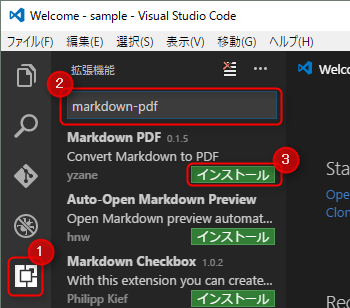 Welcome - sample - Visual Studio Code
ファイル(F) 編集(E) 選択(S) 表示(V) 移動(G) ヘルプ(H)
拡張機能
Welco
2
markdown-pdf
Markdown PDF 0.1.5
Convert Markdown to PDF
yzane インストール
3
Auto-Open Markdown Preview
Open Markdown preview automat...
hnw インストール
Markdown Checkbox 1.0.2
With this extension you can create...
Philipp Kief インストール
1
Sta
Ope
Clon